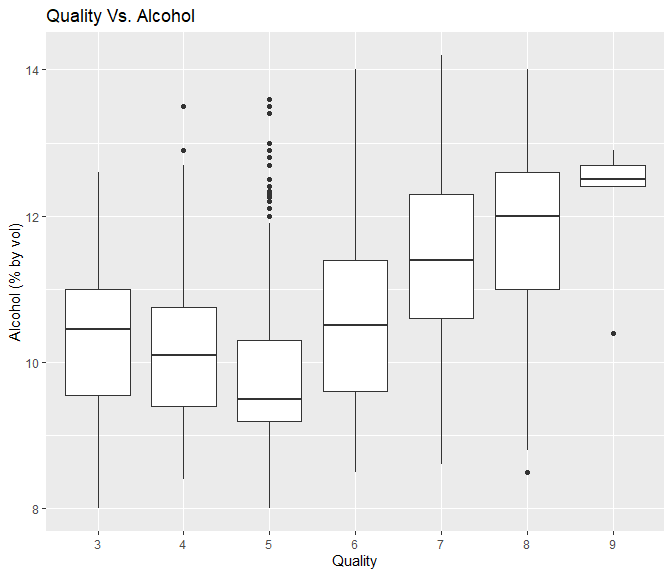 Quality Vs. Alcohol
14
12
10
8
Alcohol (% by vol)
3 4 5 6 7 8 9
Quality